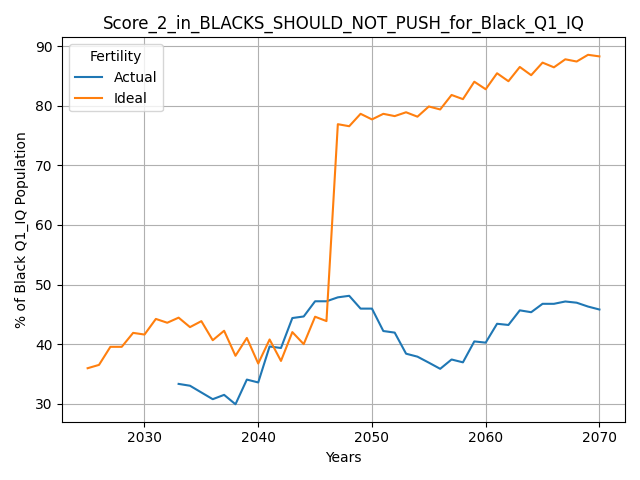 Score_2_in_BLACKS_SHOULD_NOT_PUSH_for_Black_Q1_IQ
90
80
70
60
50
40
30
% of Black Q1_IQ Population
Fertility
Actual
Ideal
2030 2040 2050 2060 2070
Years